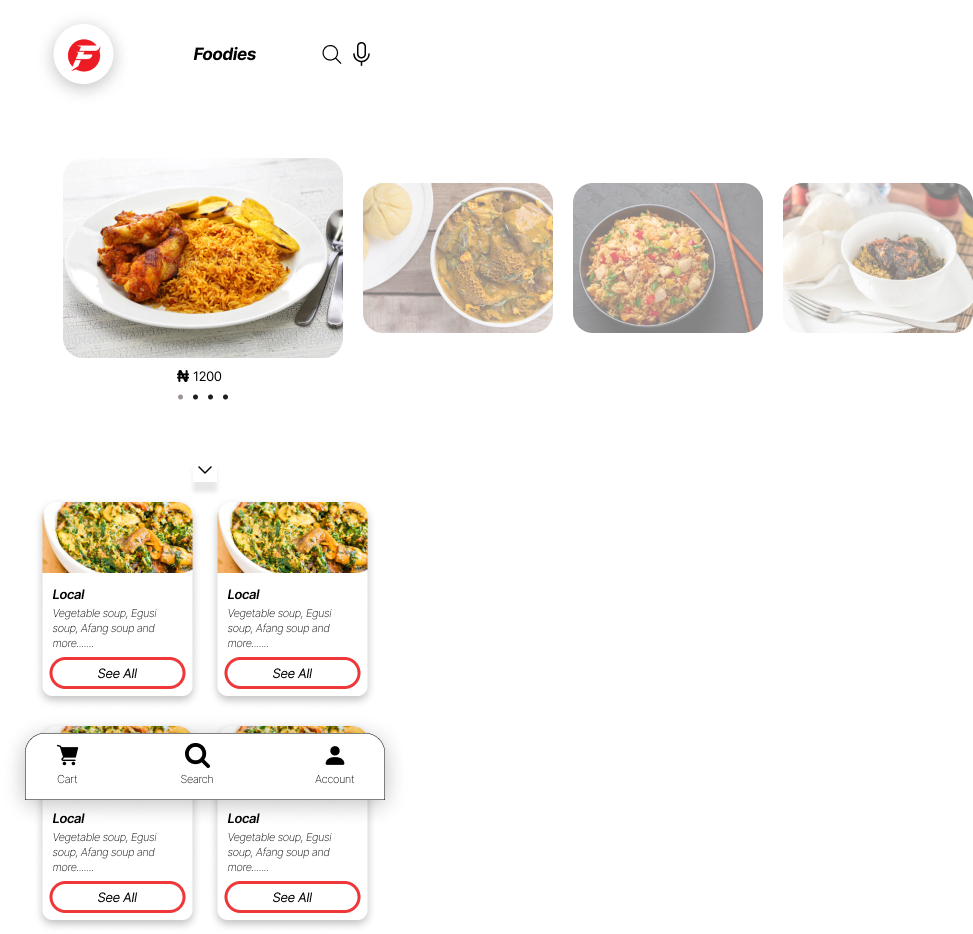 F
Foodies
₦ 1200
Local
Vegetable soup, Egusi
soup, Afang soup and
more.......
See All
Local
Vegetable soup, Egusi
soup, Afang soup and
more.......
See All
Cart
Search
Account
Local
Vegetable soup, Egusi
soup, Afang soup and
more.......
See All
Local
Vegetable soup, Egusi
soup, Afang soup and
more.......
See All